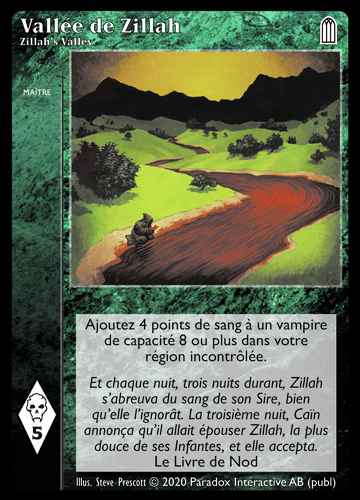 Vallée de Zillah
Zillah's Valley
MAÎTRE
Ajoutez 4 points de sang à un vampire
de capacité 8 ou plus dans votre
région incontrôlée.
Et chaque nuit, trois nuits durant, Zillah
s'abreuva du sang de son Sire, bien
qu'elle l'ignorât. La troisième nuit, Caïn
annonça qu'il allait épouser Zillah, la plus
douce de ses Infantes, et elle accepta.
Le Livre de Nod
5
Illus. Steve Prescott © 2020 Paradox Interactive AB (publ)